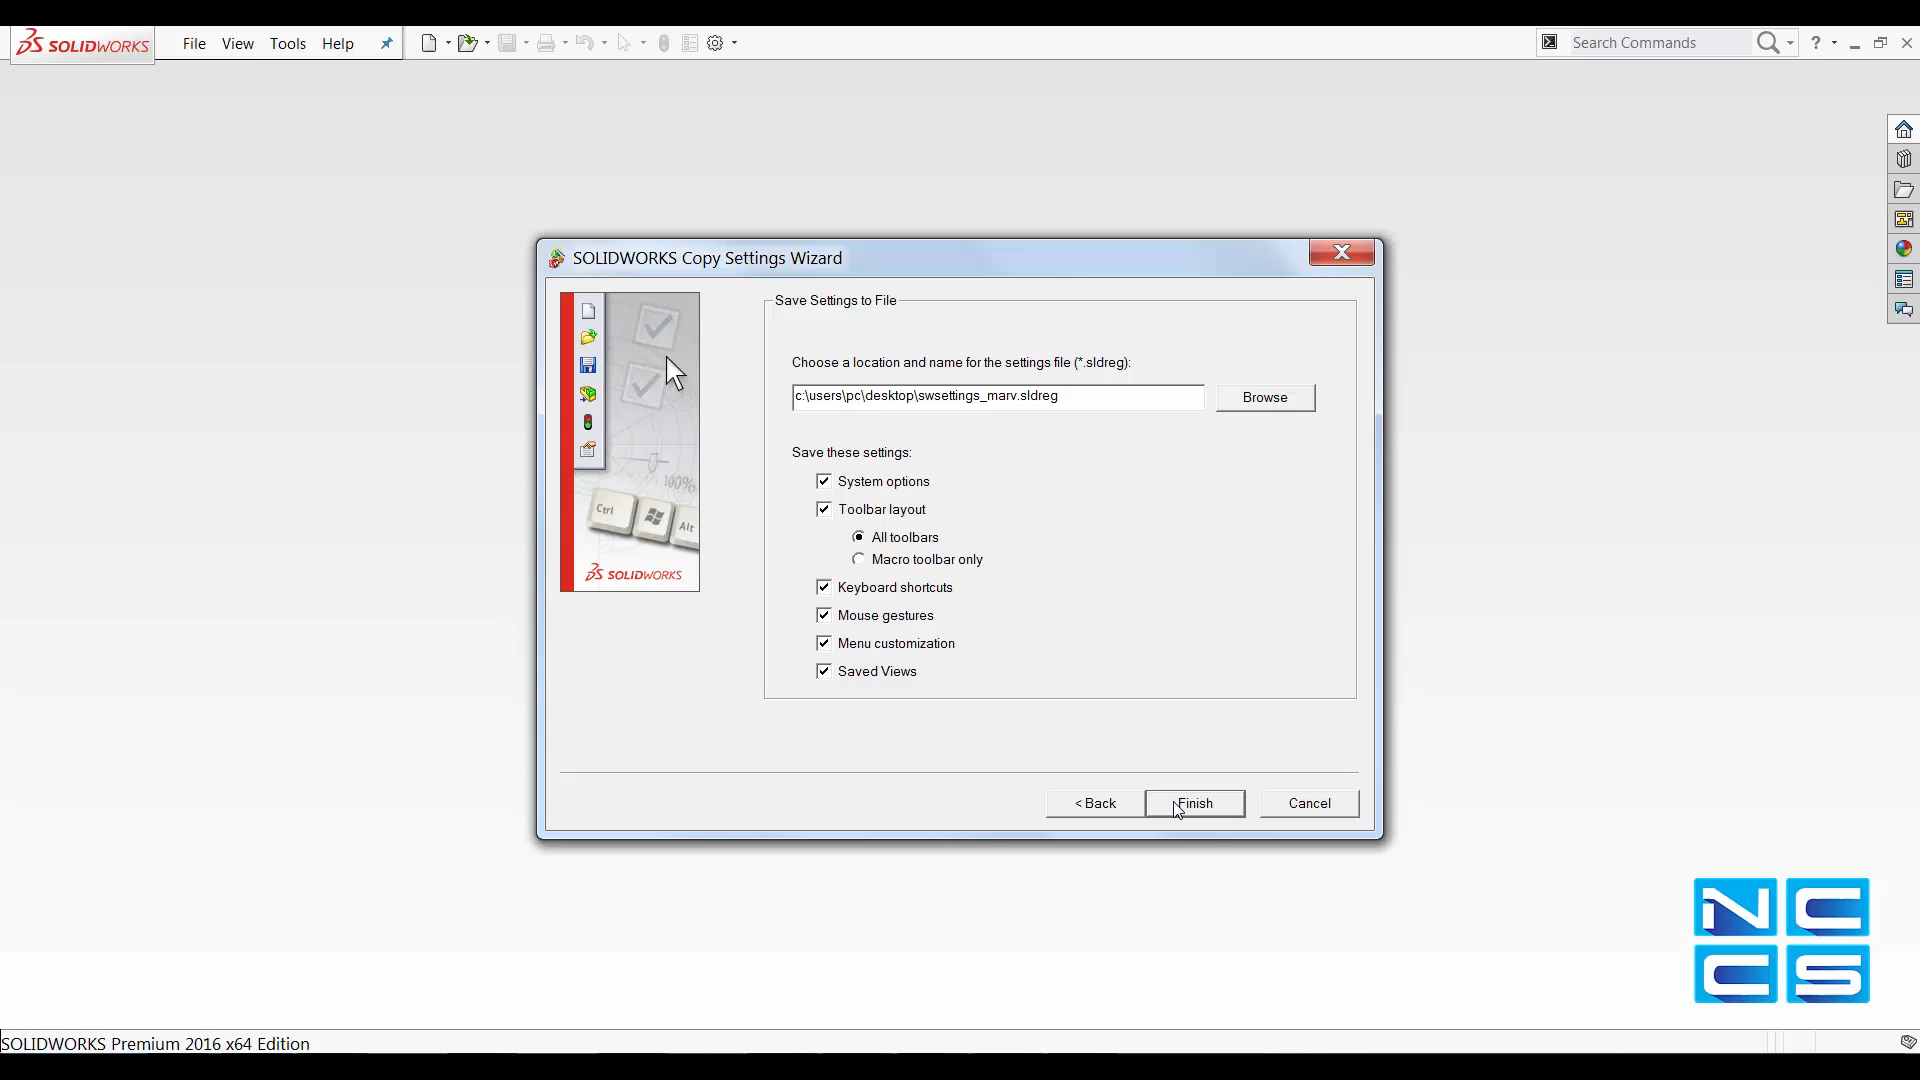 SOLIDWORKS File View Tools Help Search Commands ?
SOLIDWORKS Copy Settings Wizard
Save Settings to File
Choose a location and name for the settings file (*.sldreg):
c:\users\pc\desktop\swsettings_marv.sldreg Browse
Save these settings:
System options
Toolbar layout
All toolbars
Macro toolbar only
Keyboard shortcuts
Mouse gestures
Menu customization
Saved Views
100%
Ctrl Alt
SOLIDWORKS
< Back Finish Cancel
NC
CS
SOLIDWORKS Premium 2016 x64 Edition